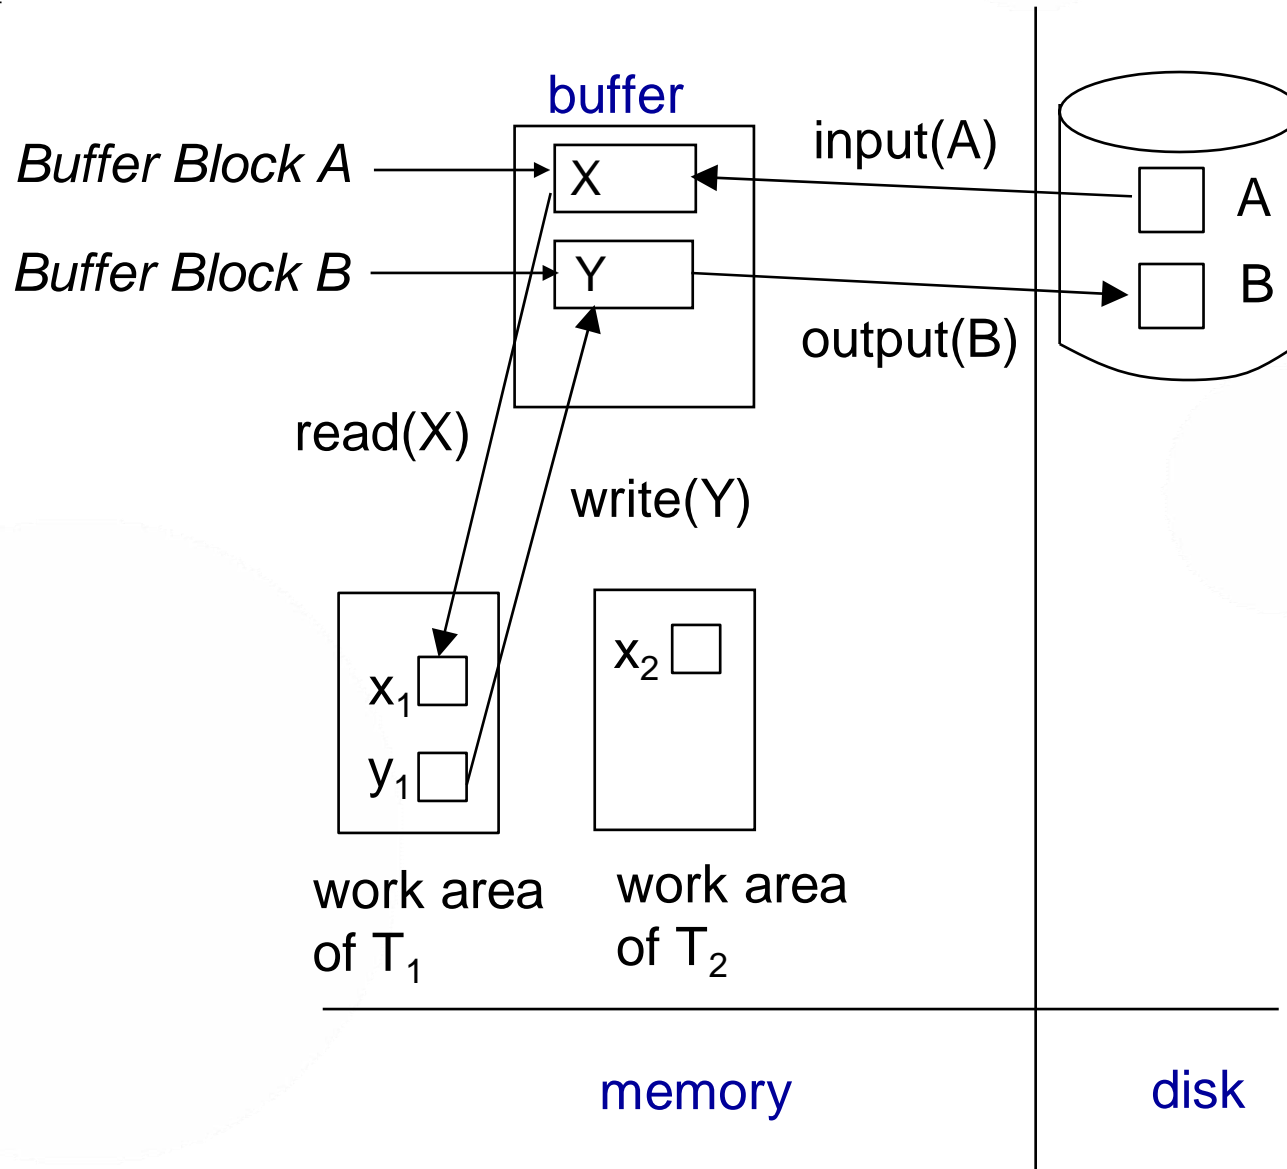 buffer
Buffer Block A
X
input(A)
A
Buffer Block B
Y
B
output(B)
read(X)
write(Y)
x₁
x₂
y₁
work area
of T₁
work area
of T₂
memory
disk